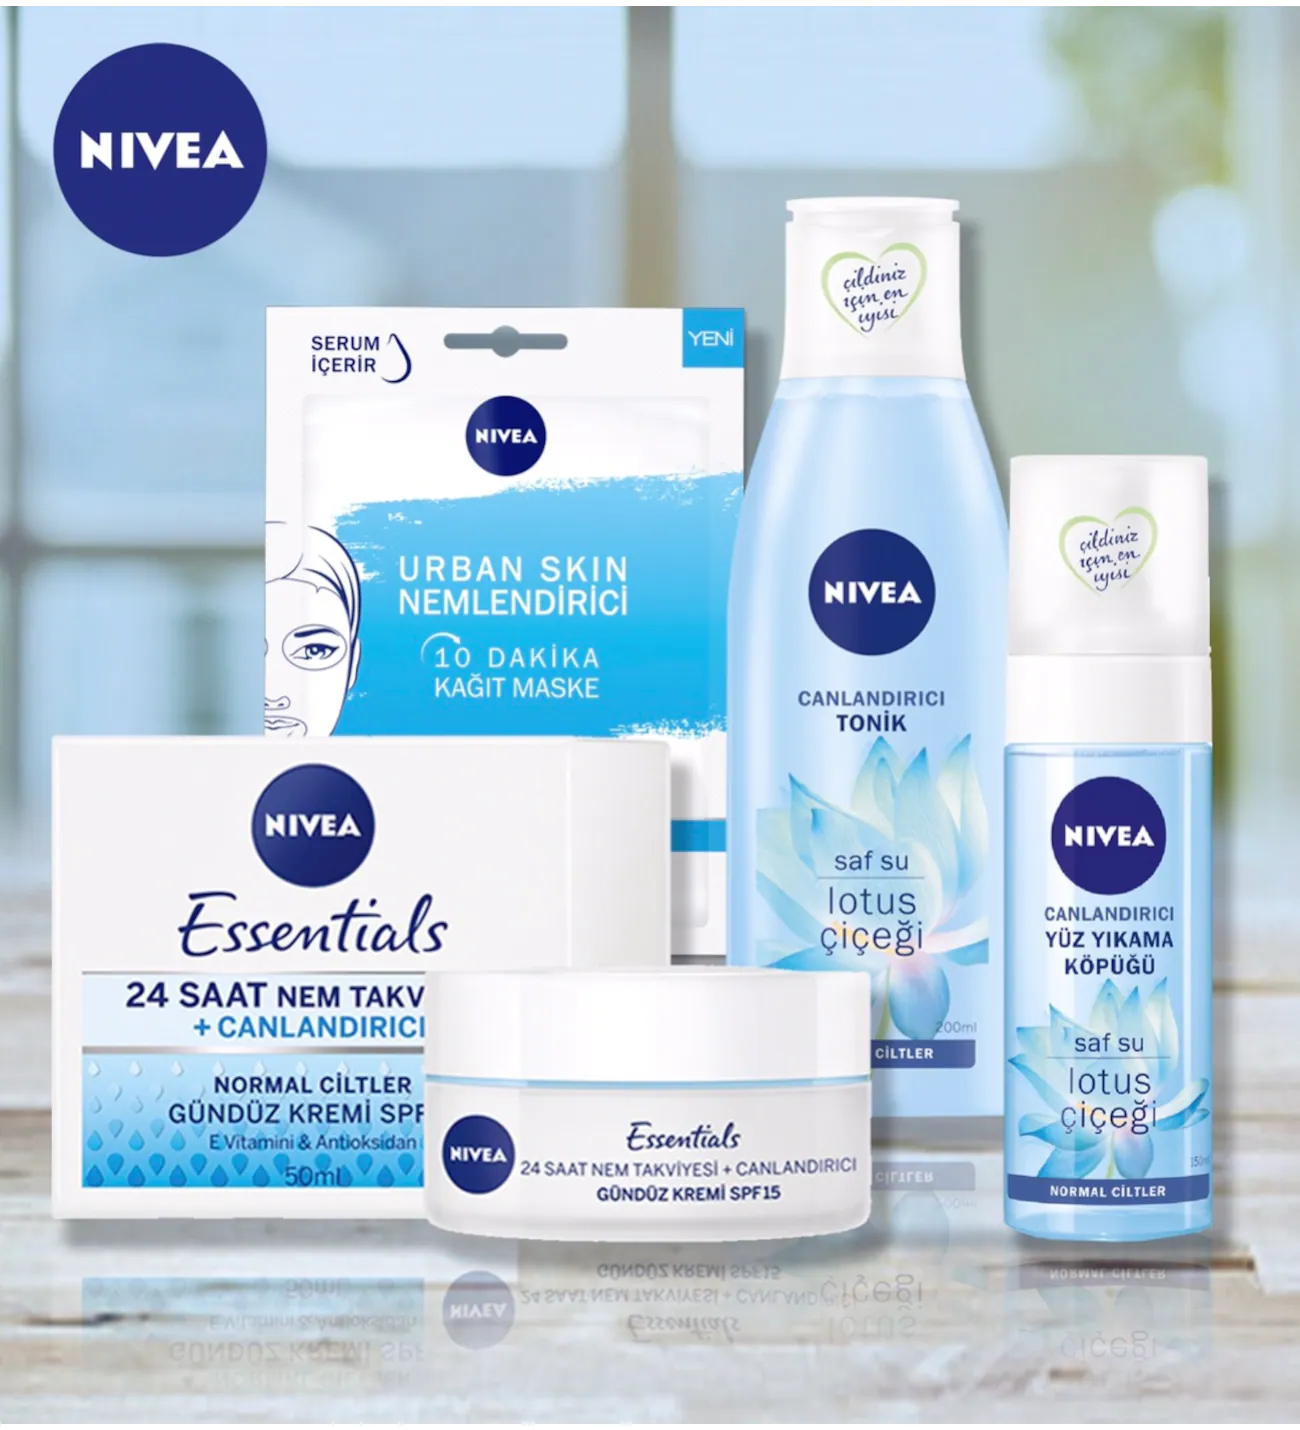 NIVEA
SERUM
İÇERİR
YENİ
NIVEA
URBAN SKIN
NEMLENDİRİCİ
10 DAKİKA
KAĞIT MASKE
çildiniz
için en
iyisi
NIVEA
CANLANDIRICI
TONİK
saf su
lotus
çiçeği
200ml
CİLTLER
çildiniz
için en
iyisi
NIVEA
CANLANDIRICI
YÜZ YIKAMA
KÖPÜĞÜ
saf su
lotus
çiçeği
150ml
NORMAL CİLTLER
NIVEA
Essentials
24 SAAT NEM TAKV
+ CANLANDIRICI
NORMAL CİLTLER
GÜNDÜZ KREMİ SPF
E Vitamini & Antioksidan
50ml
NIVEA
Essentials
24 SAAT NEM TAKVİYESİ + CANLANDIRICI
GÜNDÜZ KREMİ SPF15